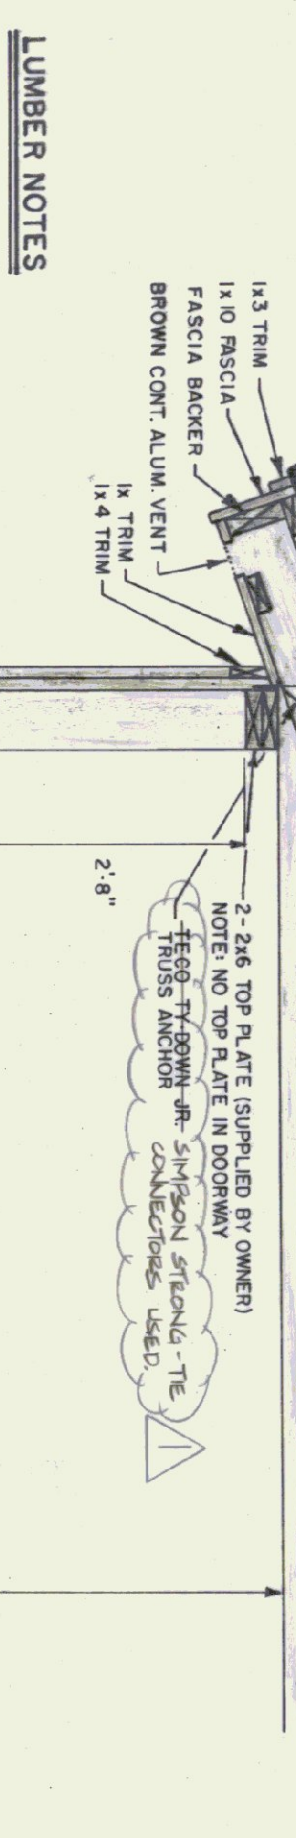 1x3 TRIM
1x10 FASCIA
FASCIA BACKER
BROWN CONT. ALUM. VENT
1x TRIM
1x4 TRIM
2-2x6 TOP PLATE (SUPPLIED BY OWNER)
NOTE: NO TOP PLATE IN DOORWAY
TECO TY-DOWN JR. SIMPSON STRONG-TIE
TRUSS ANCHOR CONNECTORS USED.
1
2'-8"
LUMBER NOTES